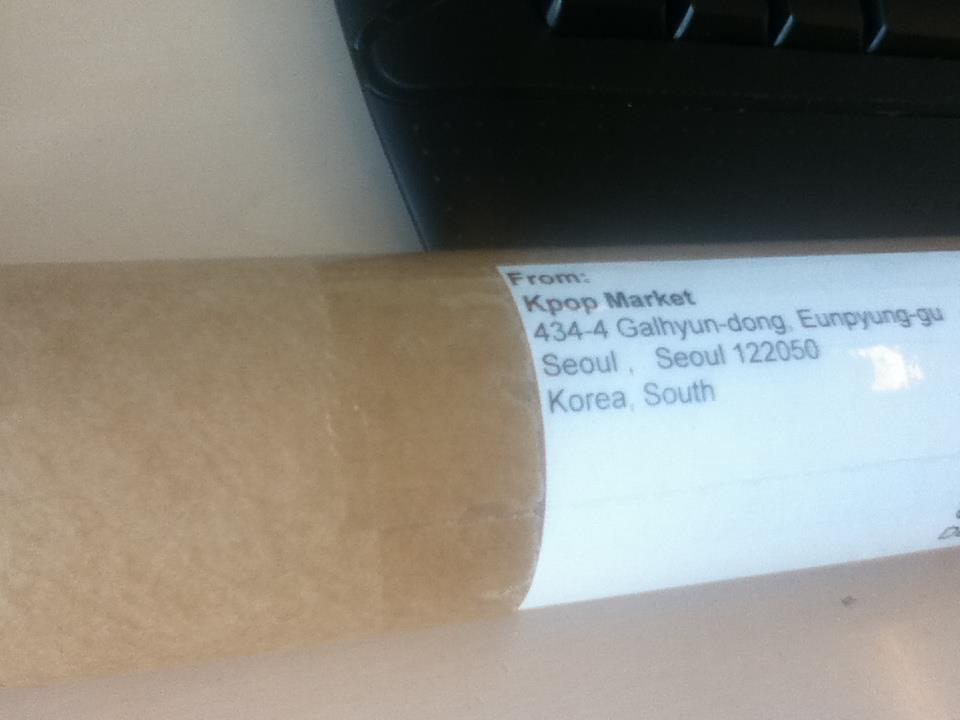 From:
Kpop Market
434-4 Galhyun-dong, Eunpyung-gu
Seoul , Seoul 122050
Korea, South